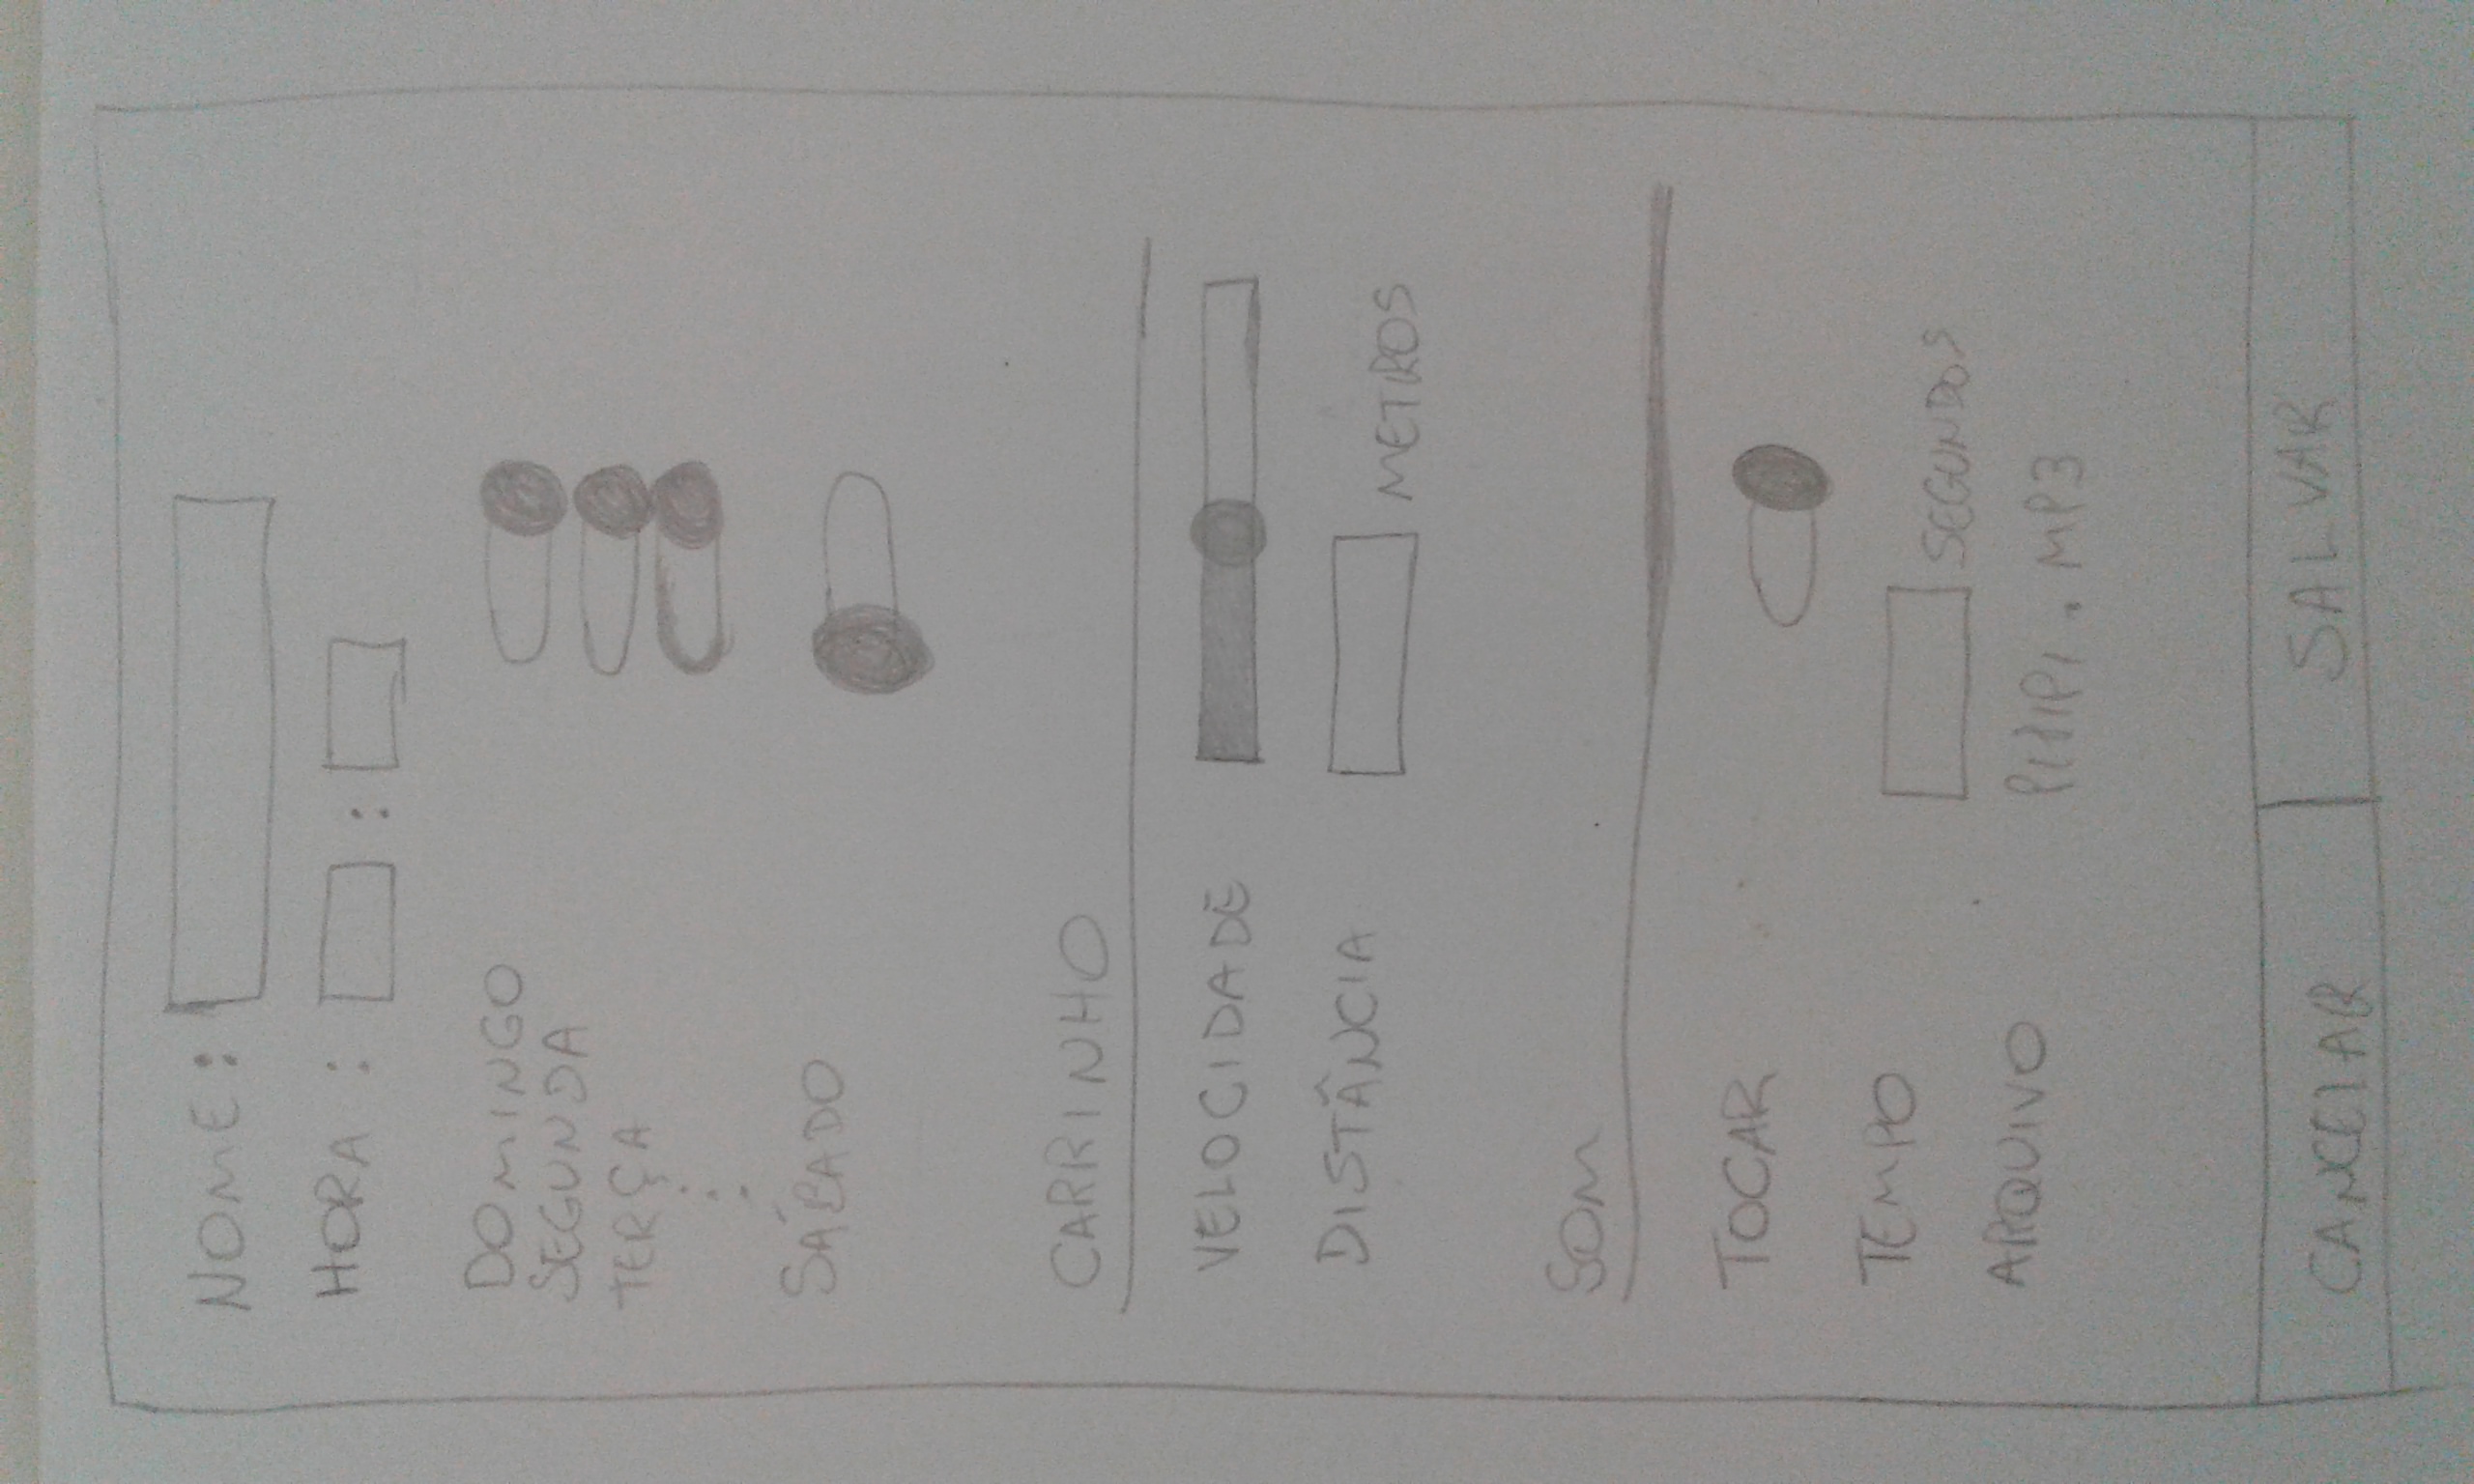 NOME:
HORA : :
DOMINGO
SEGUNDA
TERÇA
SÁBADO
CARRINHO
VELOCIDADE
DISTÂNCIA METROS
SOM
TOCAR
TEMPO SEGUNDOS
ARQUIVO PIPIPI.MP3
CANCELAR SALVAR